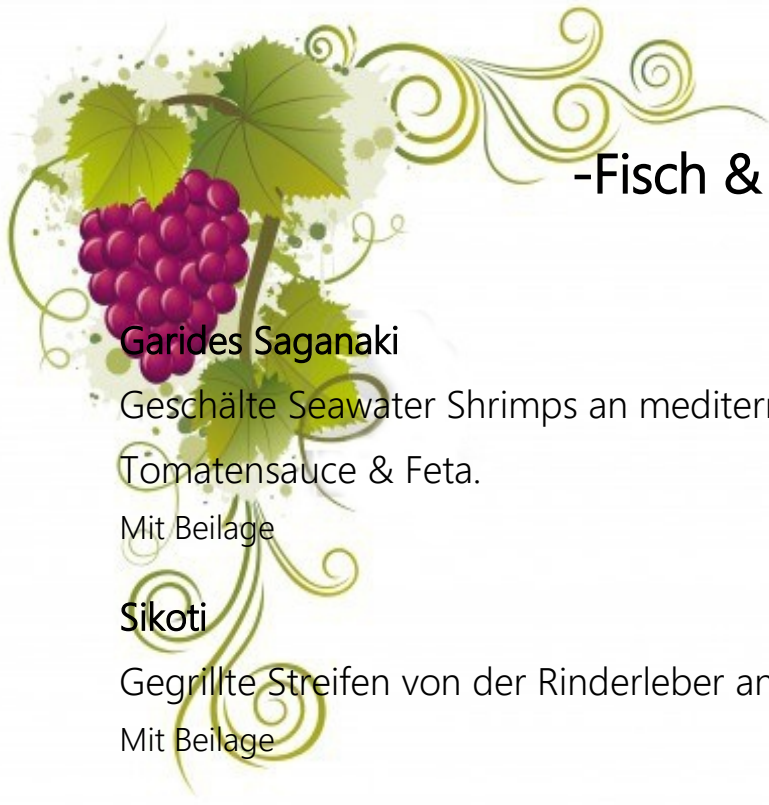 -Fisch &
Garides Saganaki
Geschälte Seawater Shrimps an mediterr
Tomatensauce & Feta.
Mit Beilage
Sikoti
Gegrillte Streifen von der Rinderleber an
Mit Beilage